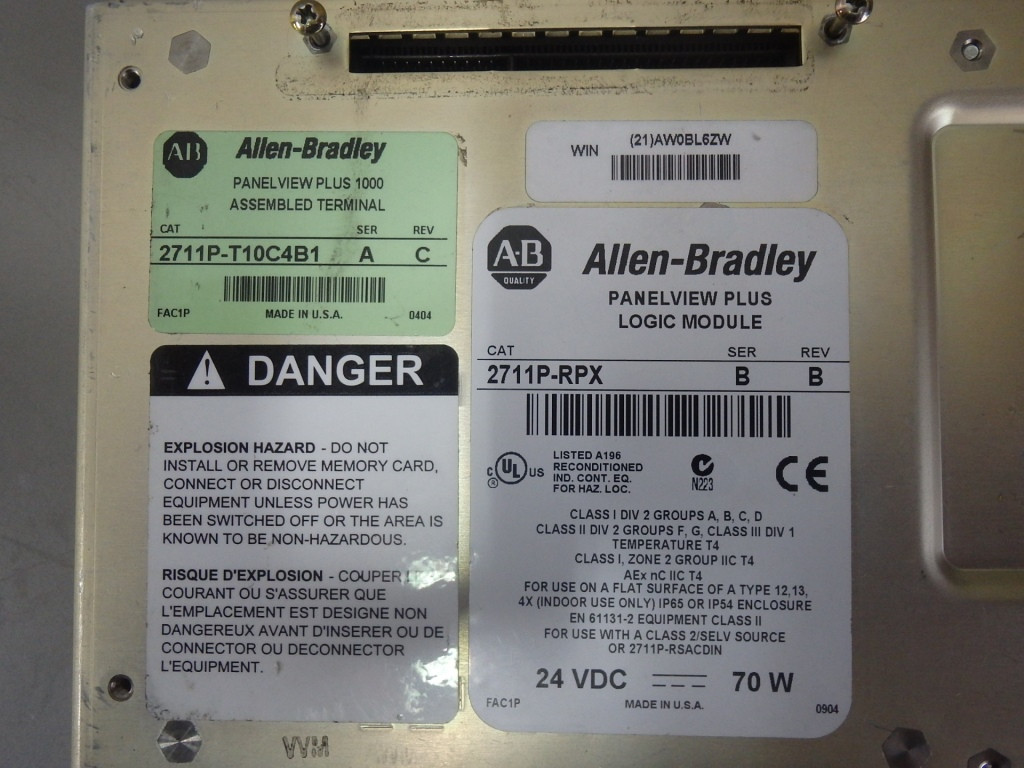 AB Allen-Bradley
PANELVIEW PLUS 1000
ASSEMBLED TERMINAL
CAT SER REV
2711P-T10C4B1 A C
FAC1P MADE IN U.S.A. 0404
DANGER
EXPLOSION HAZARD - DO NOT
INSTALL OR REMOVE MEMORY CARD,
CONNECT OR DISCONNECT
EQUIPMENT UNLESS POWER HAS
BEEN SWITCHED OFF OR THE AREA IS
KNOWN TO BE NON-HAZARDOUS.
RISQUE D'EXPLOSION - COUPER
COURANT OU S'ASSURER QUE
L'EMPLACEMENT EST DESIGNE NON
DANGEREUX AVANT D'INSERER OU DE
CONNECTOR OU DECONNECTOR
L'EQUIPMENT.
WIN (21)AW0BL6ZW
A·B QUALITY Allen-Bradley
PANELVIEW PLUS
LOGIC MODULE
CAT SER REV
2711P-RPX B B
C UL US ®
LISTED A196
RECONDITIONED
IND. CONT. EQ.
FOR HAZ. LOC.
N223
CE
CLASS I DIV 2 GROUPS A, B, C, D
CLASS II DIV 2 GROUPS F, G, CLASS III DIV 1
TEMPERATURE T4
CLASS I, ZONE 2 GROUP IIC T4
AEx nC IIC T4
FOR USE ON A FLAT SURFACE OF A TYPE 12,13,
4X (INDOOR USE ONLY) IP65 OR IP54 ENCLOSURE
EN 61131-2 EQUIPMENT CLASS II
FOR USE WITH A CLASS 2/SELV SOURCE
OR 2711P-RSACDIN
24 VDC 70 W
FAC1P MADE IN U.S.A. 0904